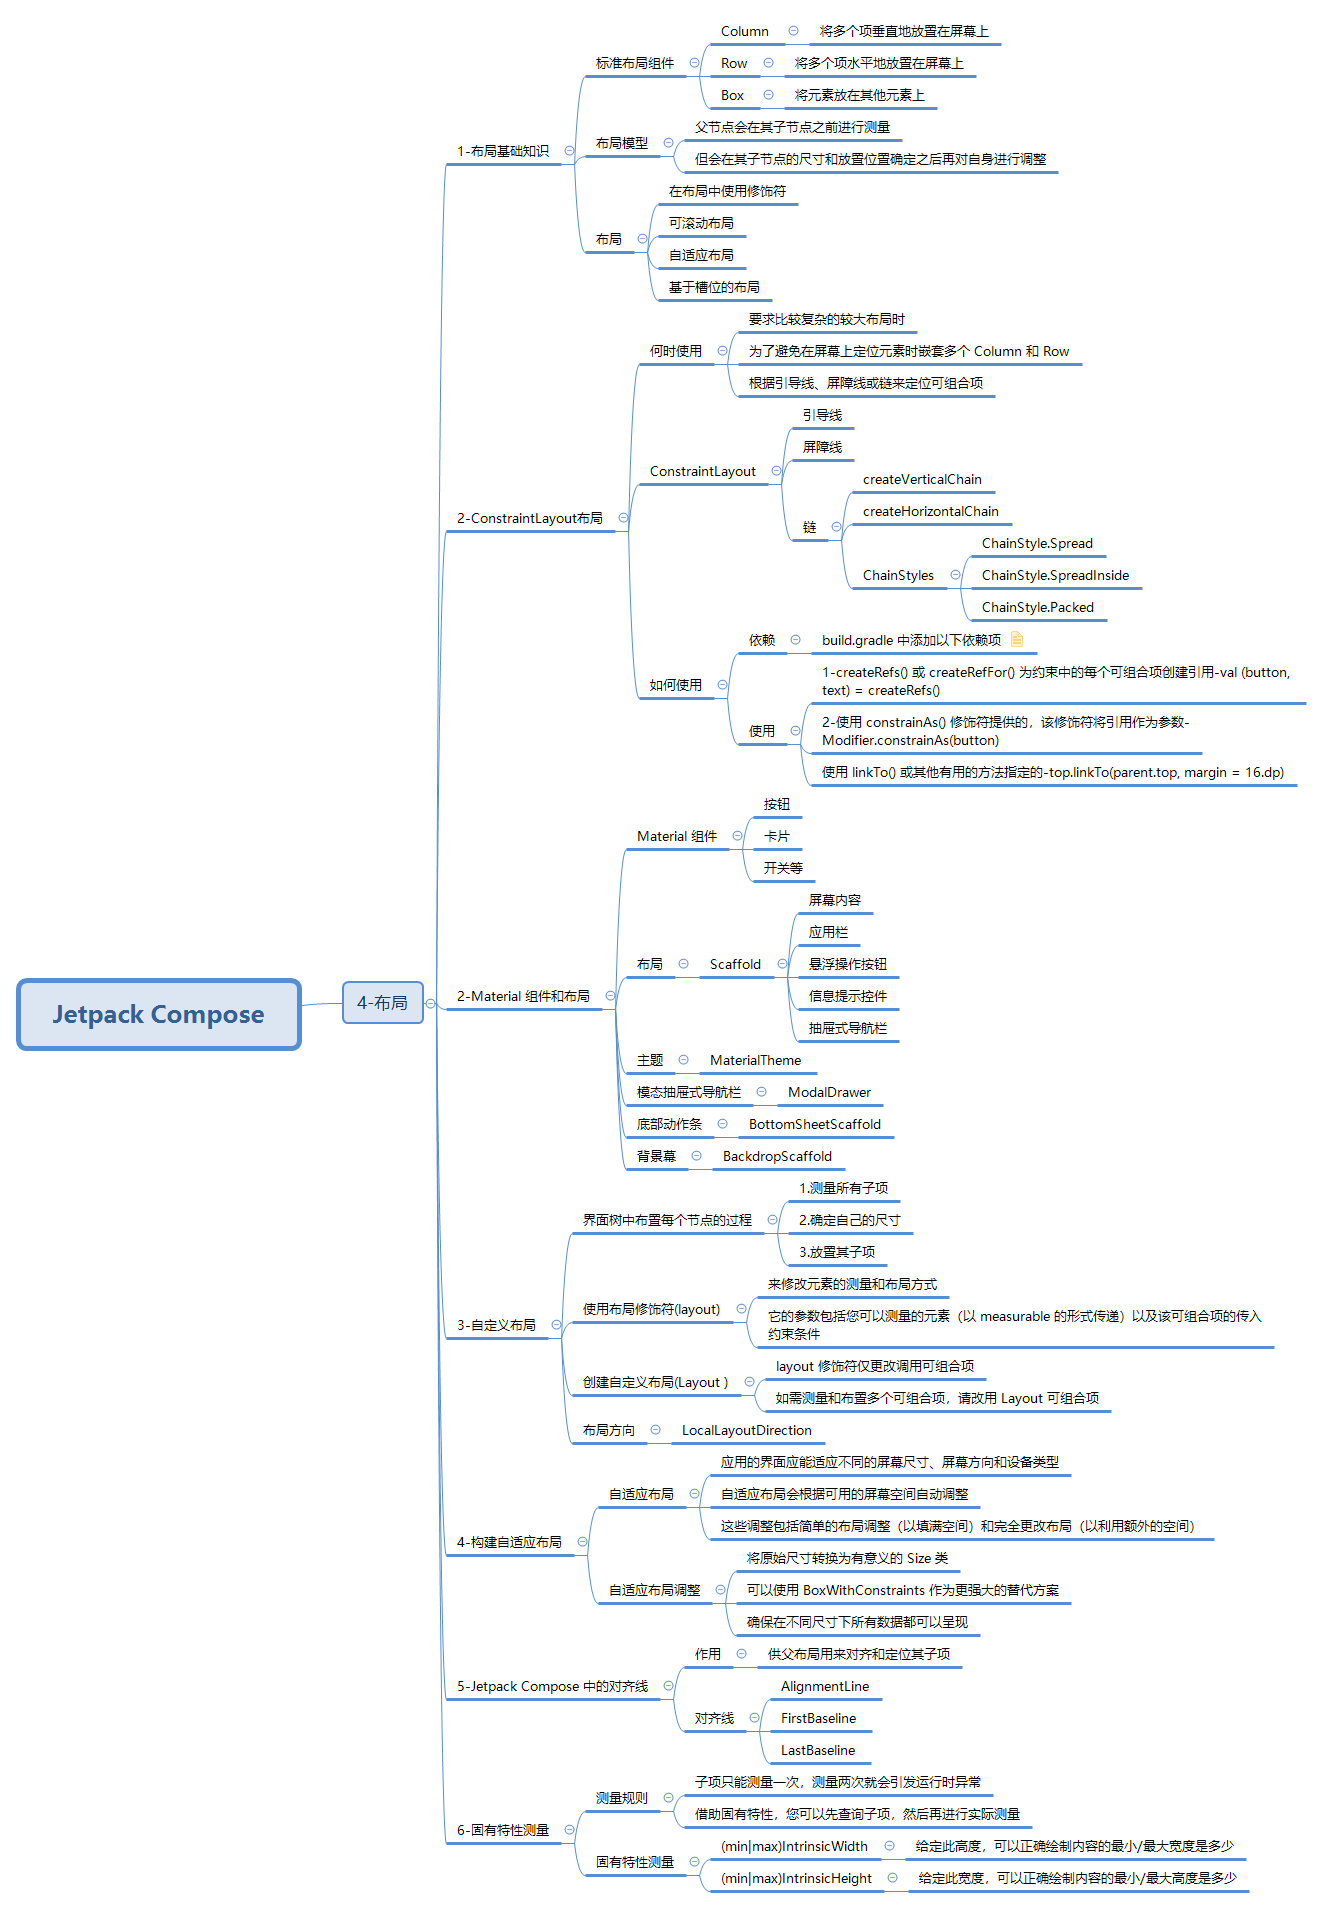 Jetpack Compose
4-布局
1-布局基础知识
标准布局组件
Column
将多个项垂直地放置在屏幕上
Row
将多个项水平地放置在屏幕上
Box
将元素放在其他元素上
布局模型
父节点会在其子节点之前进行测量
但会在其子节点的尺寸和放置位置确定之后再对自身进行调整
布局
在布局中使用修饰符
可滚动布局
自适应布局
基于槽位的布局
2-ConstraintLayout布局
何时使用
要求比较复杂的较大布局时
为了避免在屏幕上定位元素时嵌套多个 Column 和 Row
根据引导线、屏障线或链来定位可组合项
ConstraintLayout
引导线
屏障线
链
createVerticalChain
createHorizontalChain
ChainStyles
ChainStyle.Spread
ChainStyle.SpreadInside
ChainStyle.Packed
如何使用
依赖
build.gradle 中添加以下依赖项
使用
1-createRefs() 或 createRefFor() 为约束中的每个可组合项创建引用-val (button,
text) = createRefs()
2-使用 constrainAs() 修饰符提供的，该修饰符将引用作为参数-
Modifier.constrainAs(button)
使用 linkTo() 或其他有用的方法指定的-top.linkTo(parent.top, margin = 16.dp)
2-Material 组件和布局
Material 组件
按钮
卡片
开关等
布局
Scaffold
屏幕内容
应用栏
悬浮操作按钮
信息提示控件
抽屉式导航栏
主题
MaterialTheme
模态抽屉式导航栏
ModalDrawer
底部动作条
BottomSheetScaffold
背景幕
BackdropScaffold
3-自定义布局
界面树中布置每个节点的过程
1.测量所有子项
2.确定自己的尺寸
3.放置其子项
使用布局修饰符(layout)
来修改元素的测量和布局方式
它的参数包括您可以测量的元素（以 measurable 的形式传递）以及该可组合项的传入
约束条件
创建自定义布局(Layout )
layout 修饰符仅更改调用可组合项
如需测量和布置多个可组合项，请改用 Layout 可组合项
布局方向
LocalLayoutDirection
4-构建自适应布局
自适应布局
应用的界面应能适应不同的屏幕尺寸、屏幕方向和设备类型
自适应布局会根据可用的屏幕空间自动调整
这些调整包括简单的布局调整（以填满空间）和完全更改布局（以利用额外的空间）
自适应布局调整
将原始尺寸转换为有意义的 Size 类
可以使用 BoxWithConstraints 作为更强大的替代方案
确保在不同尺寸下所有数据都可以呈现
5-Jetpack Compose 中的对齐线
作用
供父布局用来对齐和定位其子项
对齐线
AlignmentLine
FirstBaseline
LastBaseline
6-固有特性测量
测量规则
子项只能测量一次，测量两次就会引发运行时异常
借助固有特性，您可以先查询子项，然后再进行实际测量
固有特性测量
(min|max)IntrinsicWidth
给定此高度，可以正确绘制内容的最小/最大宽度是多少
(min|max)IntrinsicHeight
给定此宽度，可以正确绘制内容的最小/最大高度是多少